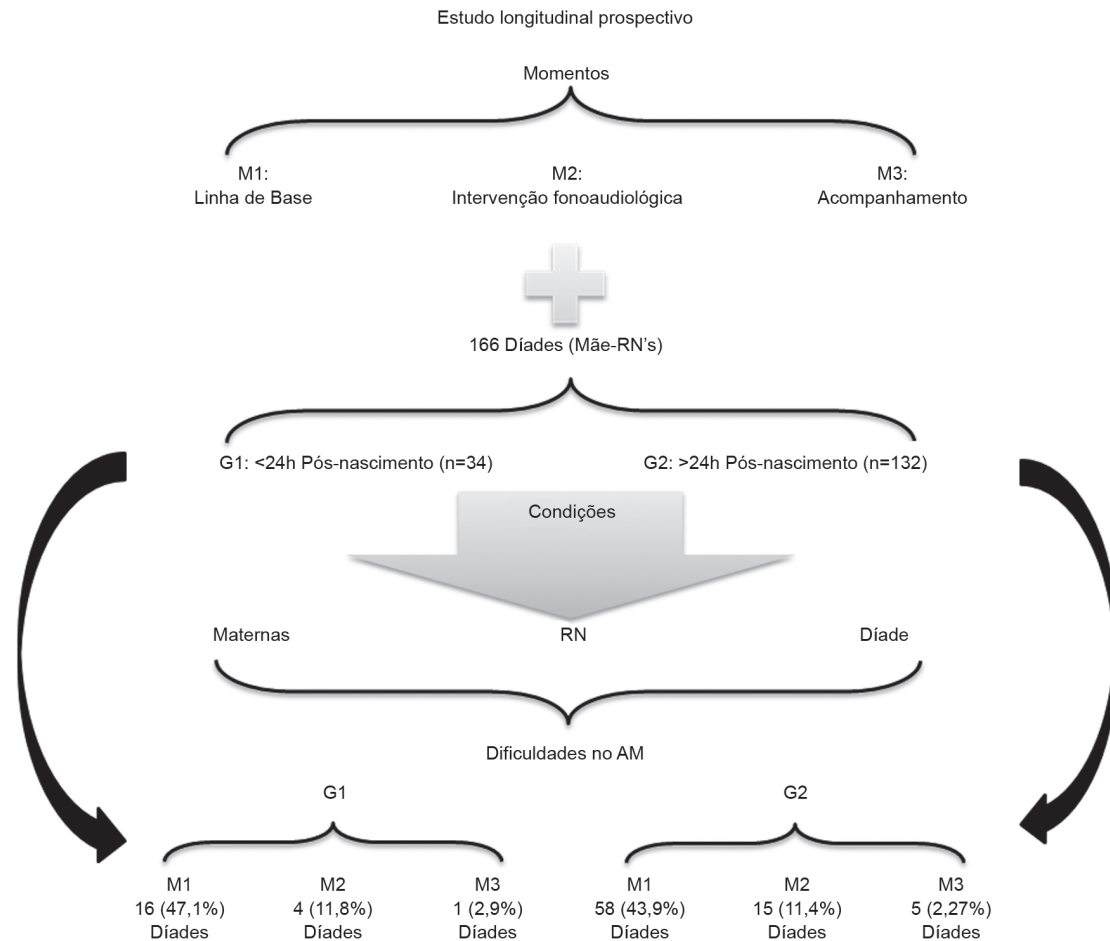 Estudo longitudinal prospectivo
Momentos
M1:
Linha de Base
M2:
Intervenção fonoaudiológica
M3:
Acompanhamento
166 Díades (Mãe-RN's)
G1: <24h Pós-nascimento (n=34)
G2: >24h Pós-nascimento (n=132)
Condições
Maternas
RN
Díade
Dificuldades no AM
G1
G2
M1
16 (47,1%)
Díades
M2
4 (11,8%)
Díades
M3
1 (2,9%)
Díades
M1
58 (43,9%)
Díades
M2
15 (11,4%)
Díades
M3
5 (2,27%)
Díades